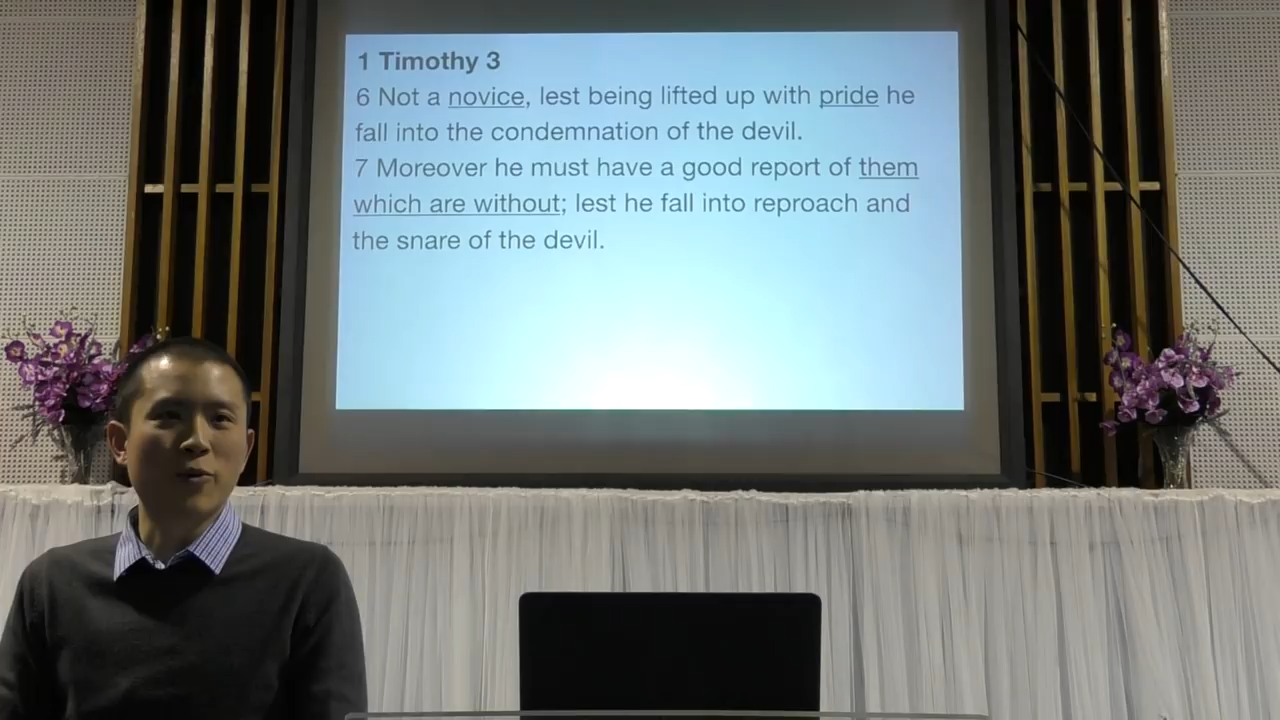 1 Timothy 3
6 Not a novice, lest being lifted up with pride he
fall into the condemnation of the devil.
7 Moreover he must have a good report of them
which are without; lest he fall into reproach and
the snare of the devil.